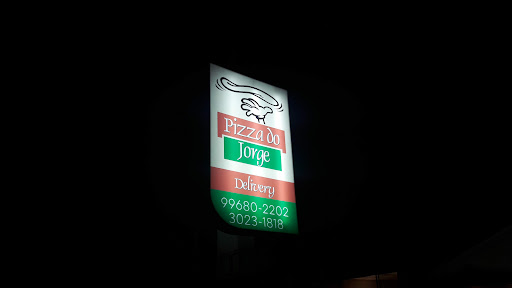 Pizza do
Jorge
Delivery
99680-2202
3023-1818